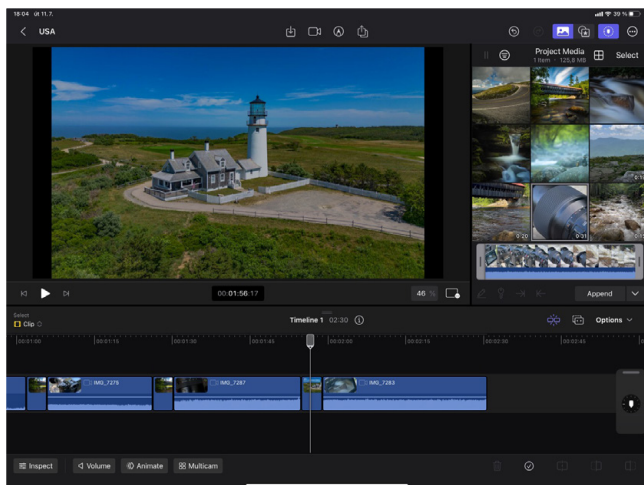 18:04 út 11.7.
39 %
USA
Project Media
1 Item · 125,8 MB
Select
0:20
0:31
00:01:56:17
46 %
Append
Select
Clip
Timeline 1 02:30
Options
00:01:00
00:01:15
00:01:30
00:01:45
00:02:00
00:02:15
00:02:30
00:02:45
IMG_7275
IMG_7287
IMG_7283
Inspect
Volume
Animate
Multicam